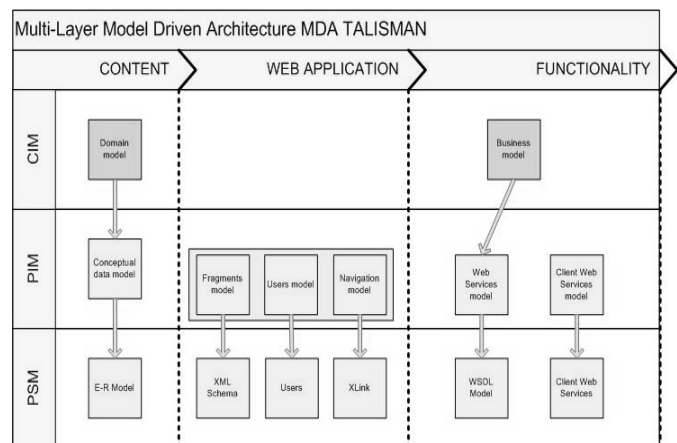 Multi-Layer Model Driven Architecture MDA TALISMAN
CONTENT
WEB APPLICATION
FUNCTIONALITY
CIM
Domain
model
Business
model
PIM
Conceptual
data model
Fragments
model
Users model
Navigation
model
Web
Services
model
Client Web
Services
model
PSM
E-R Model
XML
Schema
Users
XLink
WSDL
Model
Client Web
Services